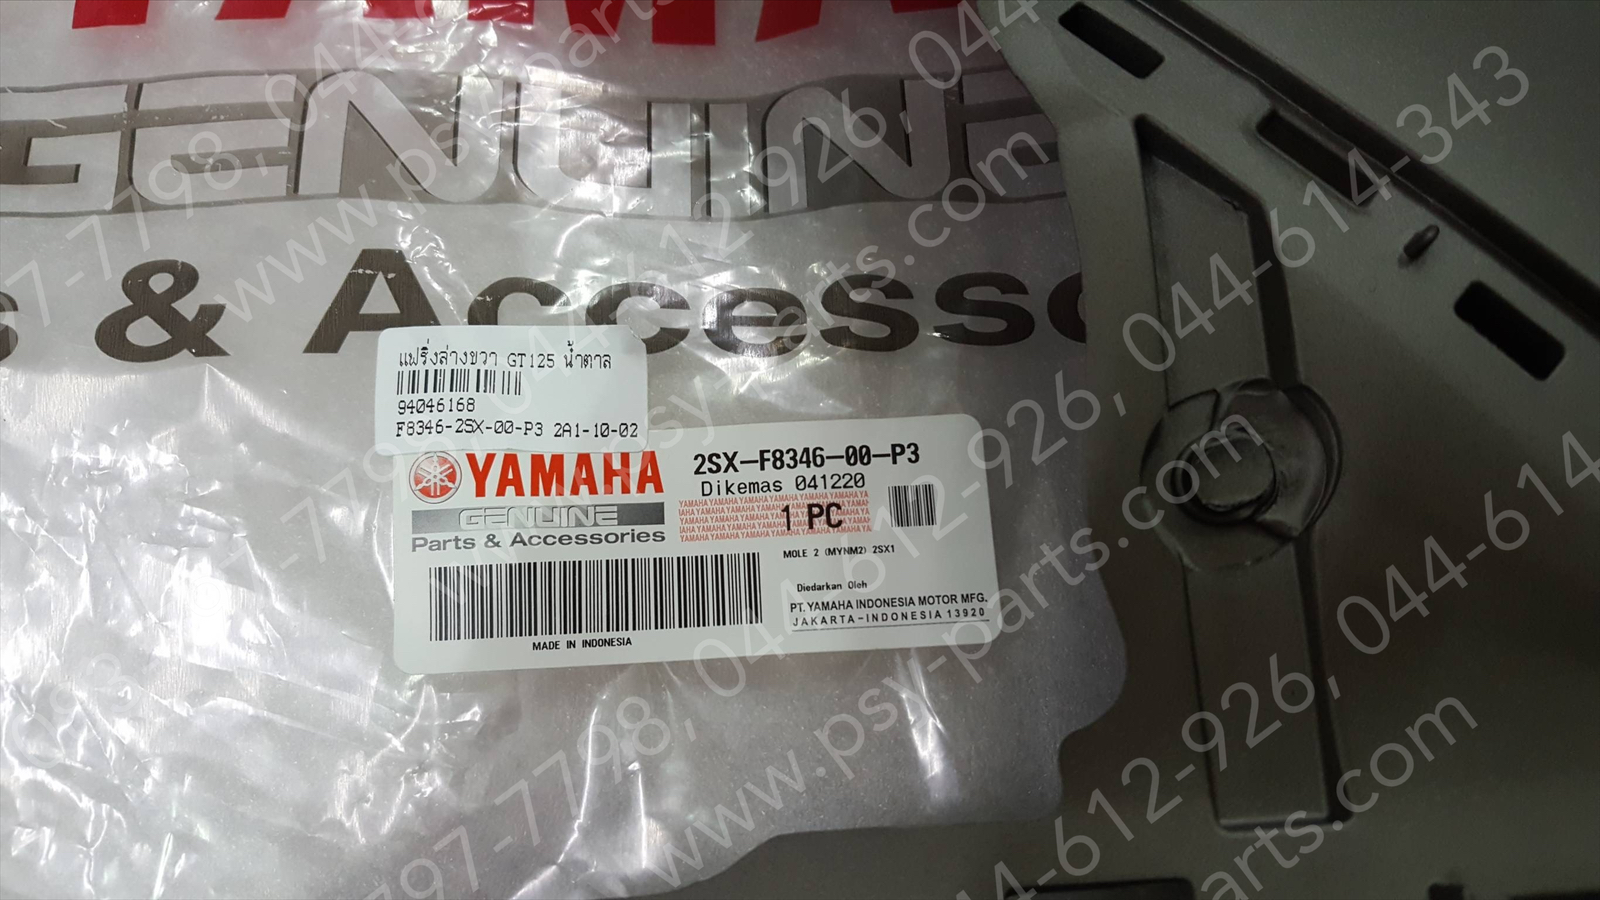 YAMA
GENUINE
s & Accesso
แฟริ่งล่างขวา GT125 น้ำตาล
94046168
F8346-2SX-00-P3 2A1-10-02
YAMAHA
GENUINE
Parts & Accessories
2SX-F8346-00-P3
Dikemas 041220
1 PC
MOLE 2 (MYNM2) 2SX1
Diedarkan Oleh
PT. YAMAHA INDONESIA MOTOR MFG.
JAKARTA-INDONESIA 13920
MADE IN INDONESIA
www.psy-parts.com
044-612-926, 044-614-343